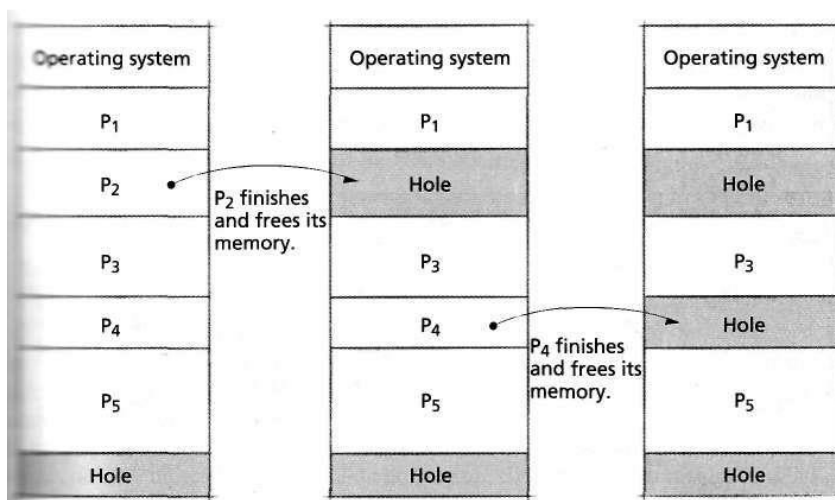 Operating system
P1
P2
P3
P4
P5
Hole
P2 finishes
and frees its
memory.
Operating system
P1
Hole
P3
P4
P5
Hole
P4 finishes
and frees its
memory.
Operating system
P1
Hole
P3
Hole
P5
Hole